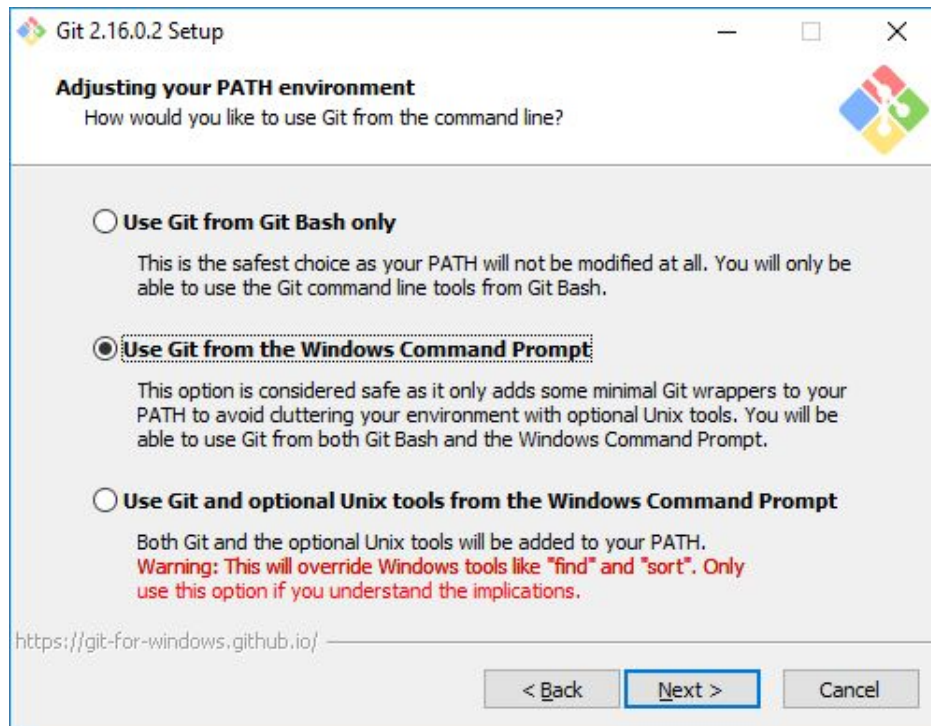 Git 2.16.0.2 Setup
Adjusting your PATH environment
How would you like to use Git from the command line?
Use Git from Git Bash only
This is the safest choice as your PATH will not be modified at all. You will only be
able to use the Git command line tools from Git Bash.
Use Git from the Windows Command Prompt
This option is considered safe as it only adds some minimal Git wrappers to your
PATH to avoid cluttering your environment with optional Unix tools. You will be
able to use Git from both Git Bash and the Windows Command Prompt.
Use Git and optional Unix tools from the Windows Command Prompt
Both Git and the optional Unix tools will be added to your PATH.
Warning: This will override Windows tools like "find" and "sort". Only
use this option if you understand the implications.
https://git-for-windows.github.io/
< Back Next > Cancel